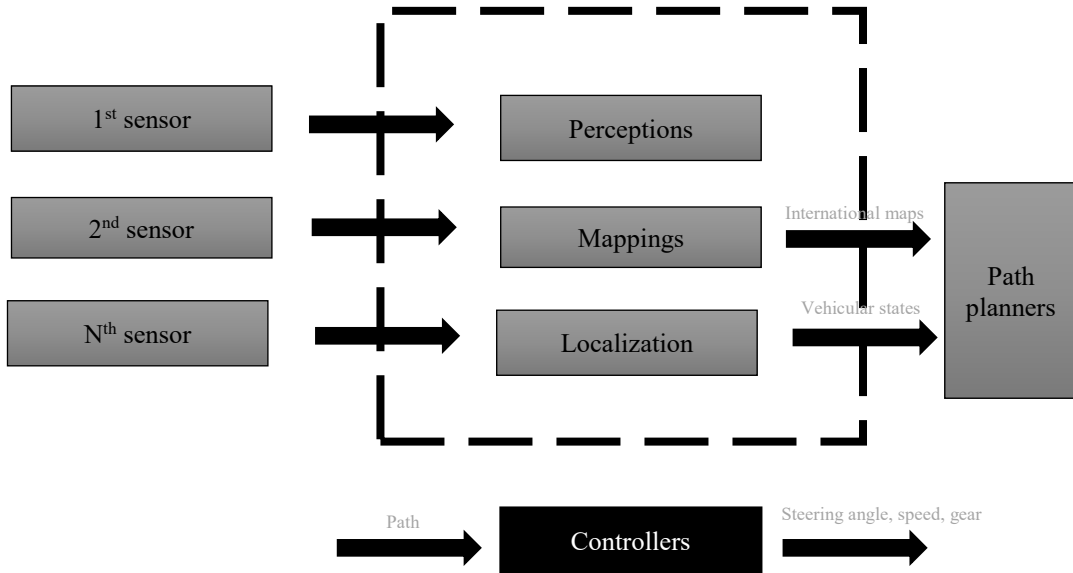 1st sensor
Perceptions
2nd sensor
Mappings
International maps
Path
planners
Nth sensor
Localization
Vehicular states
Path
Controllers
Steering angle, speed, gear